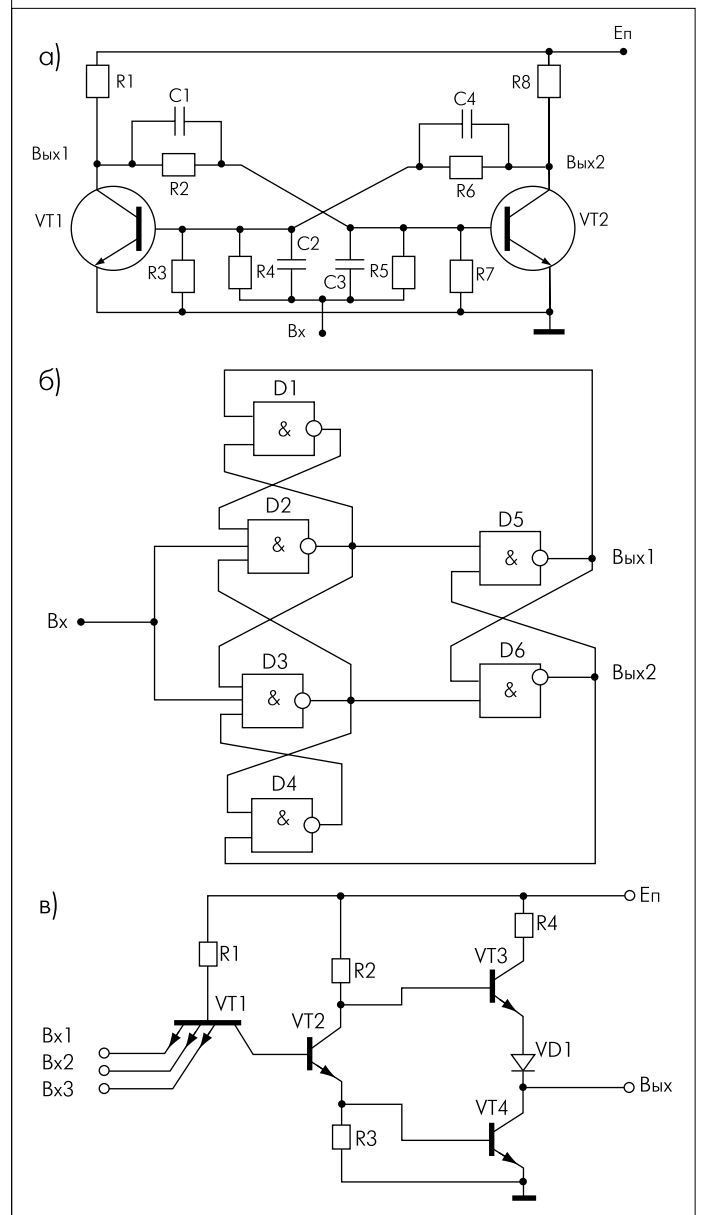 Еп
а)
R1
R8
C1
C4
Вых1
Вых2
R2
R6
VT1
VT2
C2
R3
R4
C3
R5
R7
Вх
б)
D1
&
D2
&
D5
&
Вых1
Вх
D3
&
D6
&
Вых2
D4
&
в)
Еп
R1
R2
R4
VT3
VT1
VT2
Вх1
Вх2
Вх3
VD1
Вых
VT4
R3